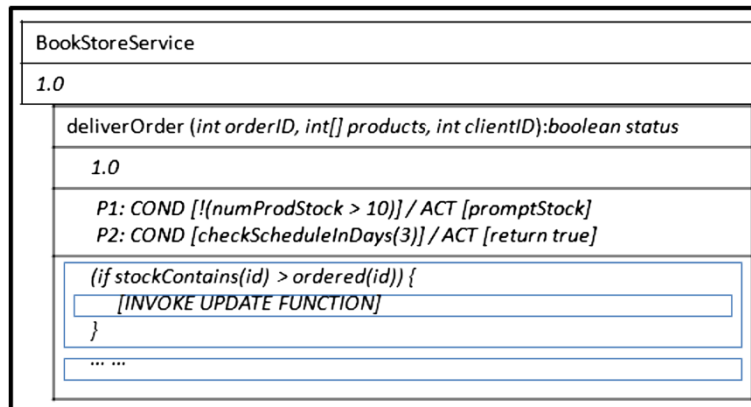 BookStoreService
1.0
deliverOrder (int orderID, int[] products, int clientID):boolean status
1.0
P1: COND [!(numProdStock > 10)] / ACT [promptStock]
P2: COND [checkScheduleInDays(3)] / ACT [return true]
(if stockContains(id) > ordered(id)) {
[INVOKE UPDATE FUNCTION]
}
... ...